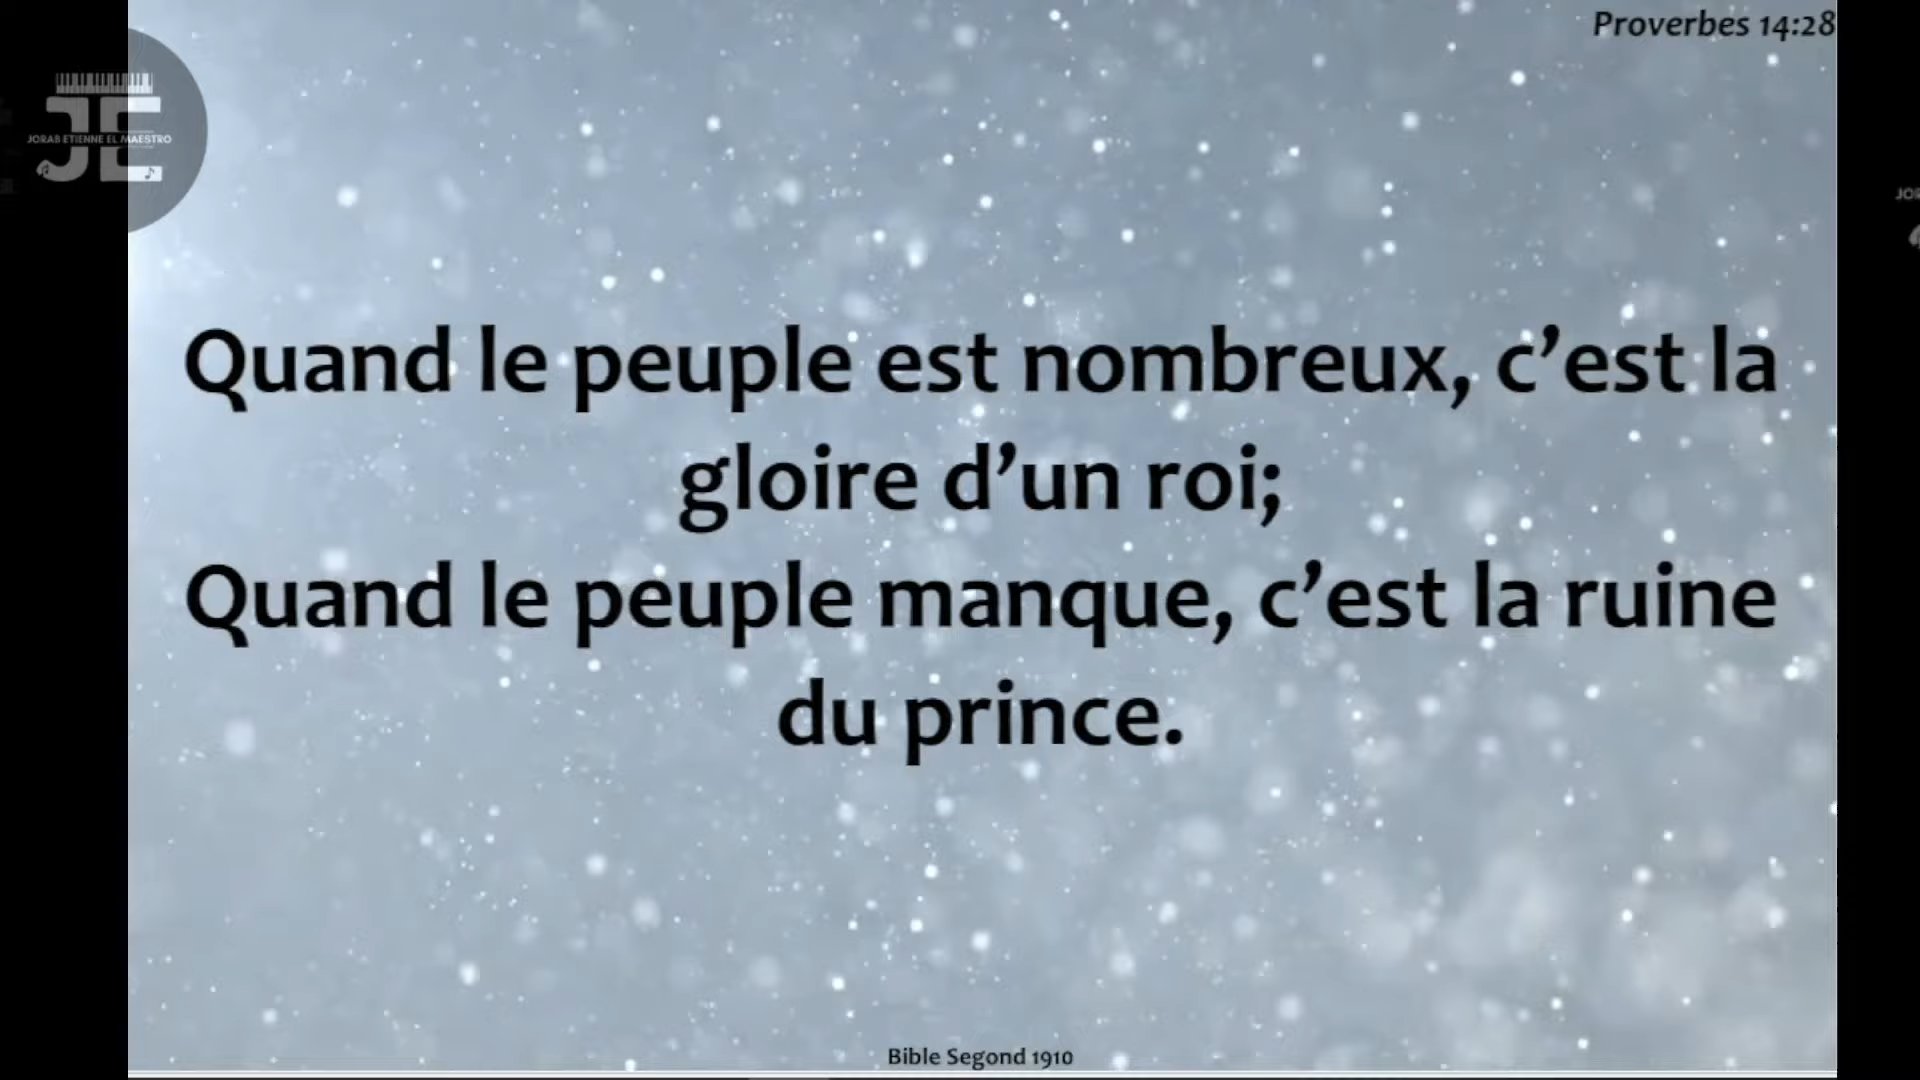 Proverbes 14:28
JORAB ETIENNE EL MAESTRO
JE
Quand le peuple est nombreux, c’est la
gloire d’un roi;
Quand le peuple manque, c’est la ruine
du prince.
Bible Segond 1910